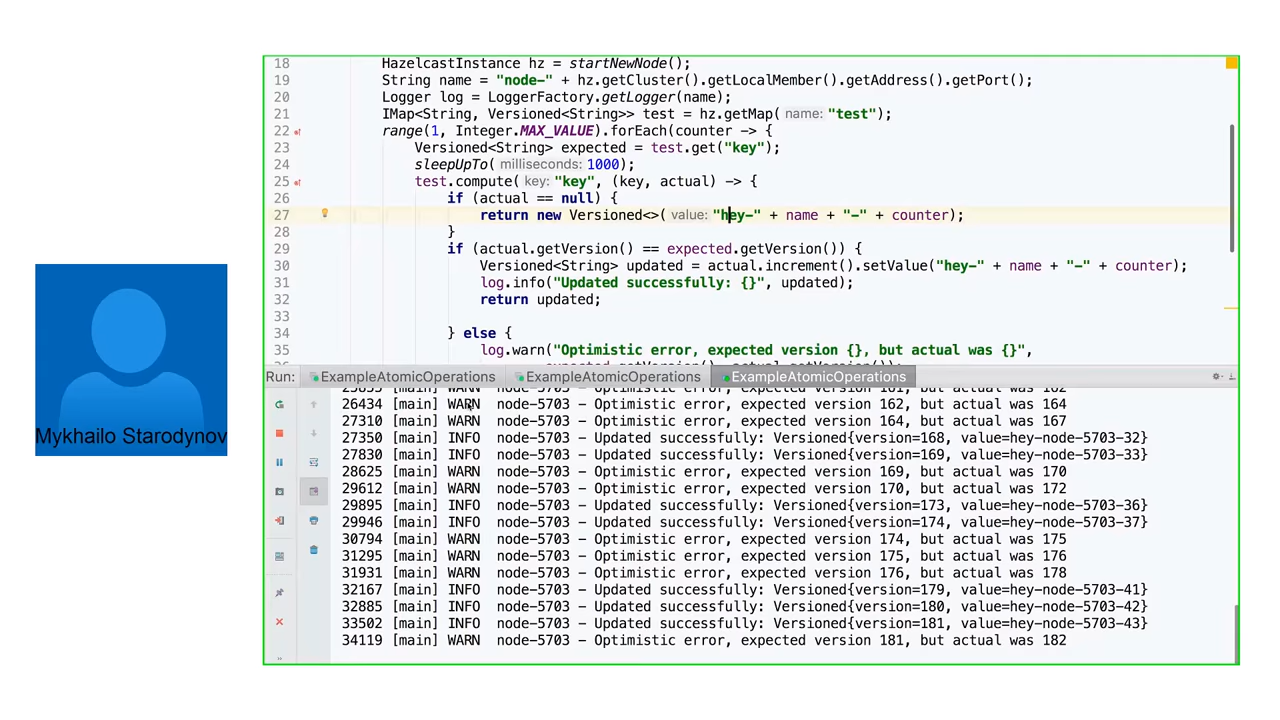 18 HazelcastInstance hz = startNewNode();
19 String name = "node-" + hz.getCluster().getLocalMember().getAddress().getPort();
20 Logger log = LoggerFactory.getLogger(name);
21 IMap<String, Versioned<String>> test = hz.getMap( name: "test");
22 range(1, Integer.MAX_VALUE).forEach(counter -> {
23 Versioned<String> expected = test.get("key");
24 sleepUpTo( milliseconds: 1000);
25 test.compute( key: "key", (key, actual) -> {
26 if (actual == null) {
27 return new Versioned<>( value: "hey-" + name + "-" + counter);
28 }
29 if (actual.getVersion() == expected.getVersion()) {
30 Versioned<String> updated = actual.increment().setValue("hey-" + name + "-" + counter);
31 log.info("Updated successfully: {}", updated);
32 return updated;
33
34 } else {
35 log.warn("Optimistic error, expected version {}, but actual was {}",
Run: ExampleAtomicOperations ExampleAtomicOperations ExampleAtomicOperations
26434 [main] WARN node-5703 - Optimistic error, expected version 162, but actual was 164
27310 [main] WARN node-5703 - Optimistic error, expected version 164, but actual was 167
27350 [main] INFO node-5703 - Updated successfully: Versioned{version=168, value=hey-node-5703-32}
27830 [main] INFO node-5703 - Updated successfully: Versioned{version=169, value=hey-node-5703-33}
28625 [main] WARN node-5703 - Optimistic error, expected version 169, but actual was 170
29612 [main] WARN node-5703 - Optimistic error, expected version 170, but actual was 172
29895 [main] INFO node-5703 - Updated successfully: Versioned{version=173, value=hey-node-5703-36}
29946 [main] INFO node-5703 - Updated successfully: Versioned{version=174, value=hey-node-5703-37}
30794 [main] WARN node-5703 - Optimistic error, expected version 174, but actual was 175
31295 [main] WARN node-5703 - Optimistic error, expected version 175, but actual was 176
31931 [main] WARN node-5703 - Optimistic error, expected version 176, but actual was 178
32167 [main] INFO node-5703 - Updated successfully: Versioned{version=179, value=hey-node-5703-41}
32885 [main] INFO node-5703 - Updated successfully: Versioned{version=180, value=hey-node-5703-42}
33502 [main] INFO node-5703 - Updated successfully: Versioned{version=181, value=hey-node-5703-43}
34119 [main] WARN node-5703 - Optimistic error, expected version 181, but actual was 182
Mykhailo Starodynov